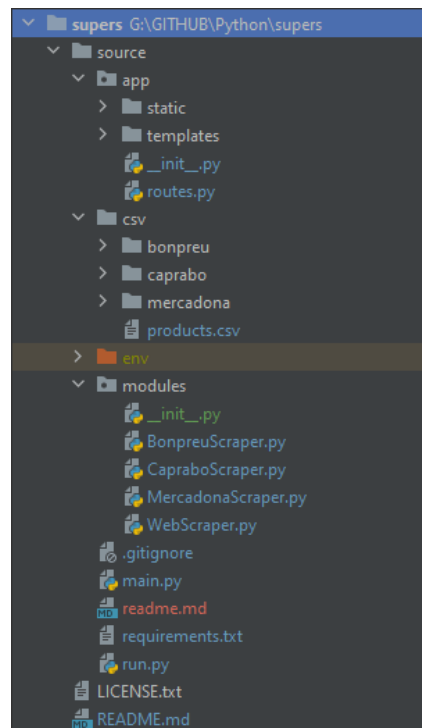 supers G:\GITHUB\Python\supers
source
app
static
templates
__init__.py
routes.py
csv
bonpreu
caprabo
mercadona
products.csv
env
modules
__init__.py
BonpreuScraper.py
CapraboScraper.py
MercadonaScraper.py
WebScraper.py
.gitignore
main.py
MD readme.md
requirements.txt
run.py
LICENSE.txt
MD README.md